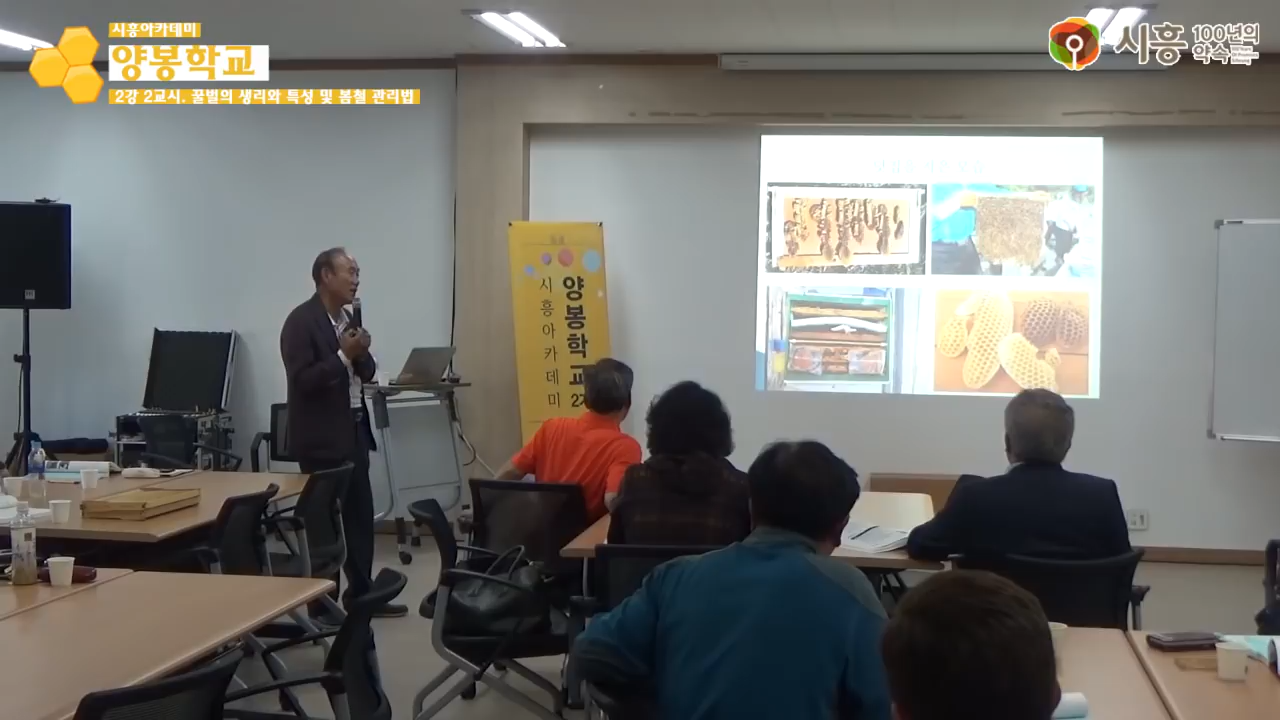 시흥아카데미
양봉학교
2강 2교시. 꿀벌의 생리와 특성 및 봄철 관리법
시흥 100년의 약속
시흥아카데미
양봉학교